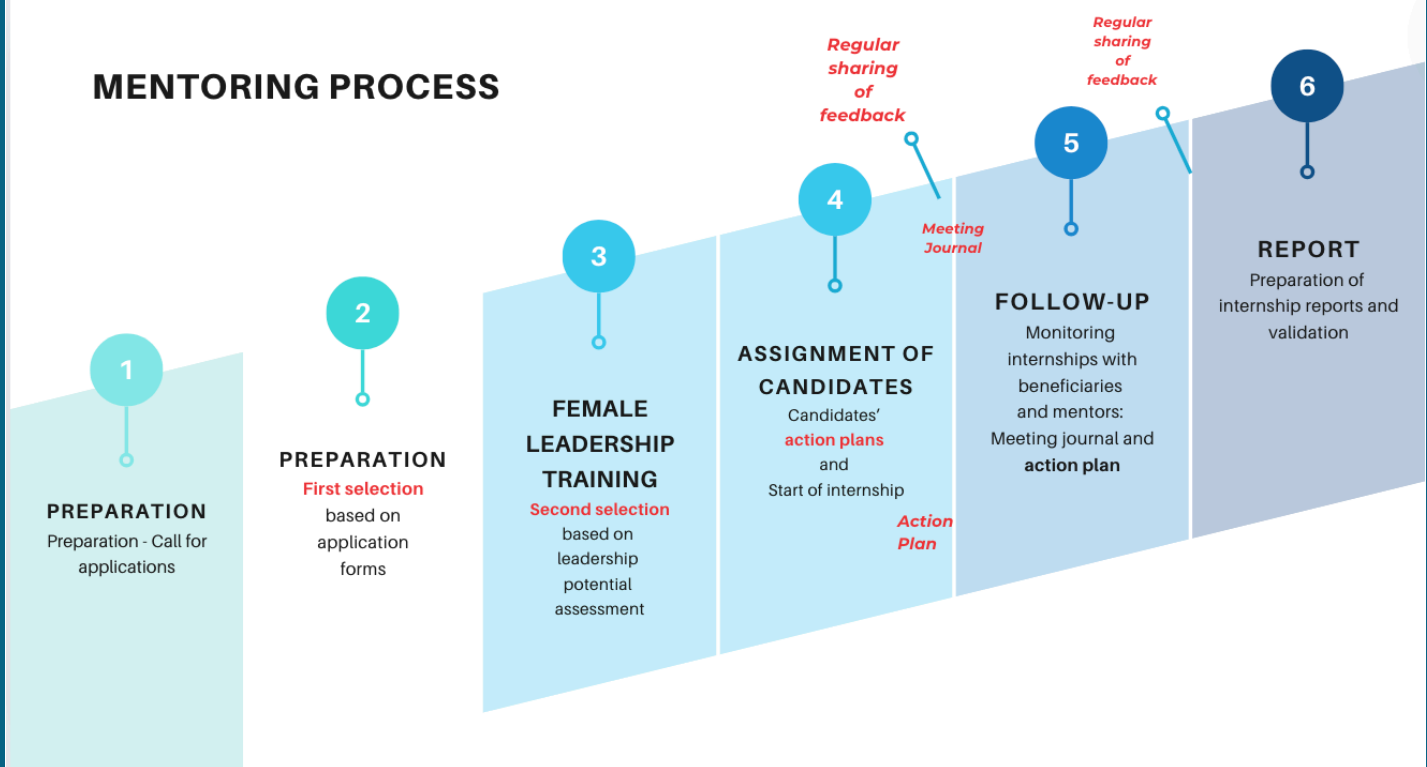 MENTORING PROCESS
1
PREPARATION
Preparation - Call for
applications
2
PREPARATION
First selection
based on
application
forms
3
FEMALE
LEADERSHIP
TRAINING
Second selection
based on
leadership
potential
assessment
Regular
sharing
of
feedback
4
ASSIGNMENT OF
CANDIDATES
Candidates’
action plans
and
Start of internship
Meeting
Journal
Action
Plan
Regular
sharing
of
feedback
5
FOLLOW-UP
Monitoring
internships with
beneficiaries
and mentors:
Meeting journal and
action plan
6
REPORT
Preparation of
internship reports and
validation